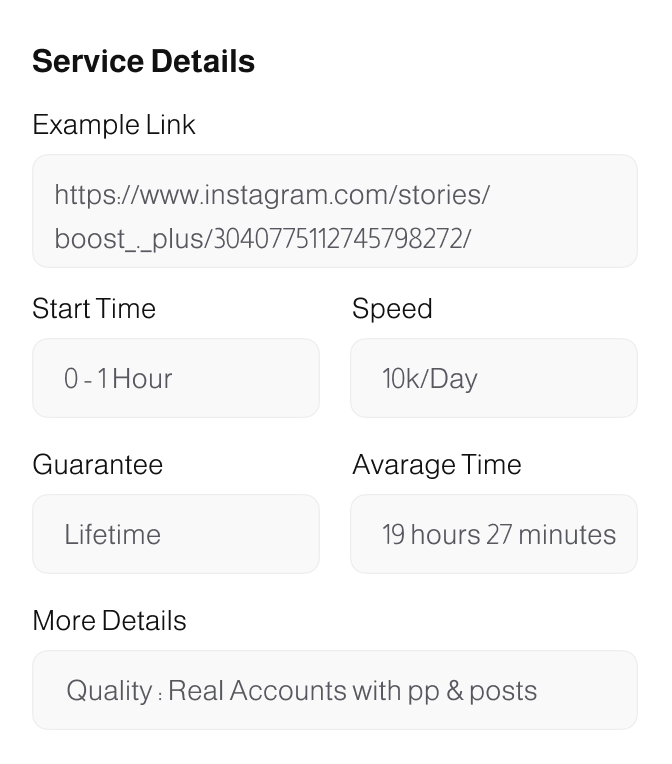 Service Details
Example Link
https://www.instagram.com/stories/
boost_._plus/3040775112745798272/
Start Time
Speed
0 - 1 Hour
10k/Day
Guarantee
Avarage Time
Lifetime
19 hours 27 minutes
More Details
Quality : Real Accounts with pp & posts